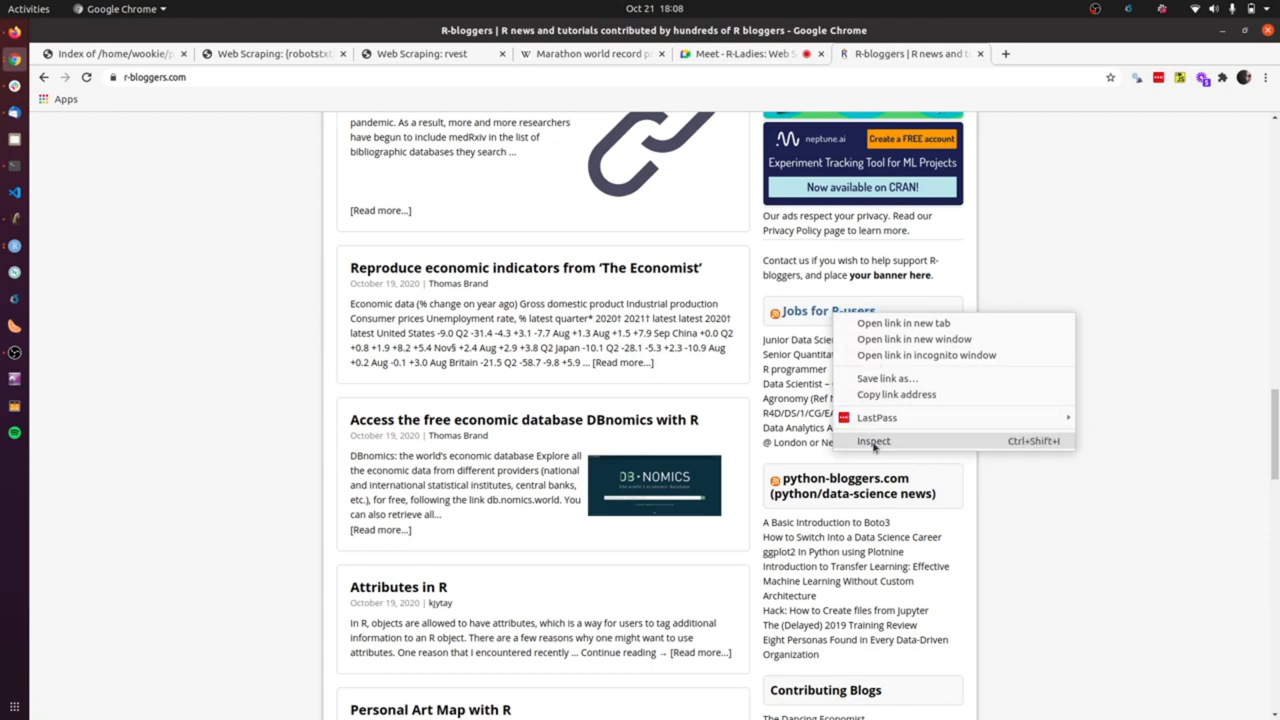 Activities
Google Chrome
Oct 21 18:08
R-bloggers | R news and tutorials contributed by hundreds of R bloggers - Google Chrome
Index of /home/wookie/p
Web Scraping: {robotstxt
Web Scraping: rvest
Marathon world record p
Meet - R-Ladies: Web S
R-bloggers | R news and t
r-bloggers.com
Apps
pandemic. As a result, more and more researchers
have begun to include medRxiv in the list of
bibliographic databases they search ...
[Read more...]
Reproduce economic indicators from ‘The Economist’
October 19, 2020 | Thomas Brand
Economic data (% change on year ago) Gross domestic product Industrial production
Consumer prices Unemployment rate, % latest quarter* 2020† 2021† latest latest 2020†
latest United States -9.0 Q2 -31.4 -4.3 +3.1 -7.7 Aug +1.3 Aug +1.5 +7.9 Sep China +0.0 Q2
+0.8 +1.9 +8.2 +5.4 Nov§ +2.4 Aug +2.9 +3.8 Q2 Japan -10.1 Q2 -28.1 -5.3 +2.3 -10.9 Aug
+0.2 Aug -0.1 +3.0 Aug Britain -21.5 Q2 -58.7 -9.8 +5.9 ... [Read more...]
Access the free economic database DBnomics with R
October 19, 2020 | Thomas Brand
DBnomics: the world’s economic database Explore all
the economic data from different providers (national
and international statistical institutes, central banks,
etc.), for free, following the link db.nomics.world. You
can also retrieve all...
[Read more...]
DB·NOMICS
Attributes in R
October 19, 2020 | kjytay
In R, objects are allowed to have attributes, which is a way for users to tag additional
information to an R object. There are a few reasons why one might want to use
attributes. One reason that I encountered recently ... Continue reading → [Read more...]
Personal Art Map with R
neptune.ai
Create a FREE account
Experiment Tracking Tool for ML Projects
Now available on CRAN!
Our ads respect your privacy. Read our
Privacy Policy page to learn more.
Contact us if you wish to help support R-
bloggers, and place your banner here.
Jobs for R-users
Junior Data Scie
Senior Quantita
R programmer
Data Scientist –
Agronomy (Ref N
R4D/DS/1/CG/EA
Data Analytics A
@ London or Ne
Open link in new tab
Open link in new window
Open link in incognito window
Save link as...
Copy link address
LastPass
Inspect Ctrl+Shift+I
python-bloggers.com
(python/data-science news)
A Basic Introduction to Boto3
How to Switch Into a Data Science Career
ggplot2 In Python using Plotnine
Introduction to Transfer Learning: Effective
Machine Learning Without Custom
Architecture
Hack: How to Create files from Jupyter
The (Delayed) 2019 Training Review
Eight Personas Found in Every Data-Driven
Organization
Contributing Blogs
The Dancing Economist